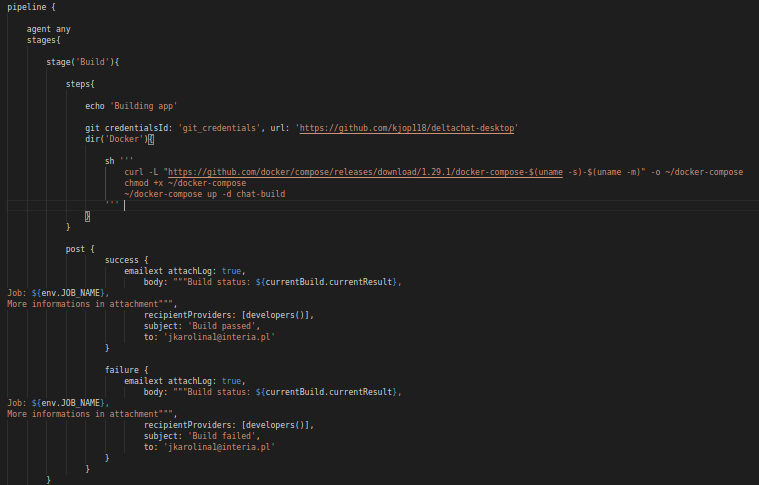 pipeline {
agent any
stages{
stage('Build'){
steps{
echo 'Building app'
git credentialsId: 'git_credentials', url: 'https://github.com/kjop118/deltachat-desktop'
dir('Docker'){
sh '''
curl -L "https://github.com/docker/compose/releases/download/1.29.1/docker-compose-$(uname -s)-$(uname -m)" -o ~/docker-compose
chmod +x ~/docker-compose
~/docker-compose up -d chat-build
'''
}
}
post {
success {
emailext attachLog: true,
body: """Build status: ${currentBuild.currentResult},
Job: ${env.JOB_NAME},
More informations in attachment""",
recipientProviders: [developers()],
subject: 'Build passed',
to: 'jkarolina1@interia.pl'
}
failure {
emailext attachLog: true,
body: """Build status: ${currentBuild.currentResult},
Job: ${env.JOB_NAME},
More informations in attachment""",
recipientProviders: [developers()],
subject: 'Build failed',
to: 'jkarolina1@interia.pl'
}
}
}